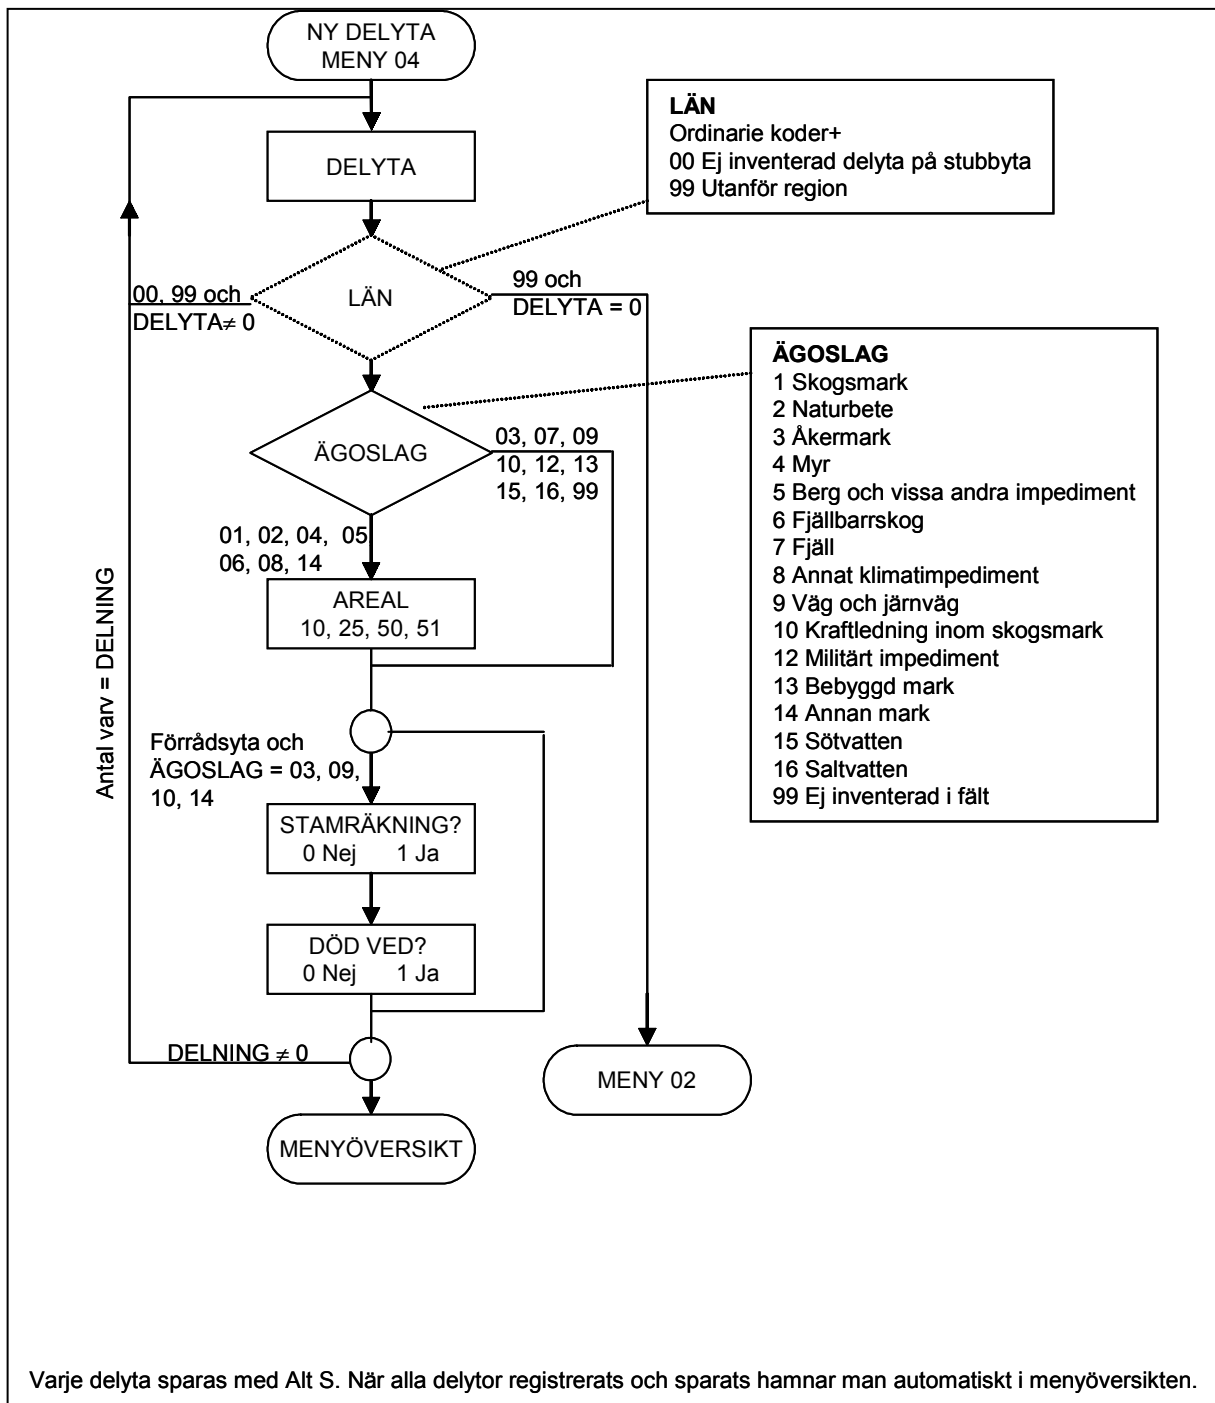 NY DELYTA
MENY 04
DELYTA
LÄN
Ordinarie koder+
00 Ej inventerad delyta på stubbyta
99 Utanför region
LÄN
00, 99 och
DELYTA≠ 0
99 och
DELYTA = 0
ÄGOSLAG
1 Skogsmark
2 Naturbete
3 Åkermark
4 Myr
5 Berg och vissa andra impediment
6 Fjällbarrskog
7 Fjäll
8 Annat klimatimpediment
9 Väg och järnväg
10 Kraftledning inom skogsmark
12 Militärt impediment
13 Bebyggd mark
14 Annan mark
15 Sötvatten
16 Saltvatten
99 Ej inventerad i fält
ÄGOSLAG
03, 07, 09
10, 12, 13
15, 16, 99
01, 02, 04, 05
06, 08, 14
AREAL
10, 25, 50, 51
Antal varv = DELNING
Förrådsyta och
ÄGOSLAG = 03, 09,
10, 14
STAMRÄKNING?
0 Nej 1 Ja
DÖD VED?
0 Nej 1 Ja
DELNING ≠ 0
MENY 02
MENYÖVERSIKT
Varje delyta sparas med Alt S. När alla delytor registrerats och sparats hamnar man automatiskt i menyöversikten.